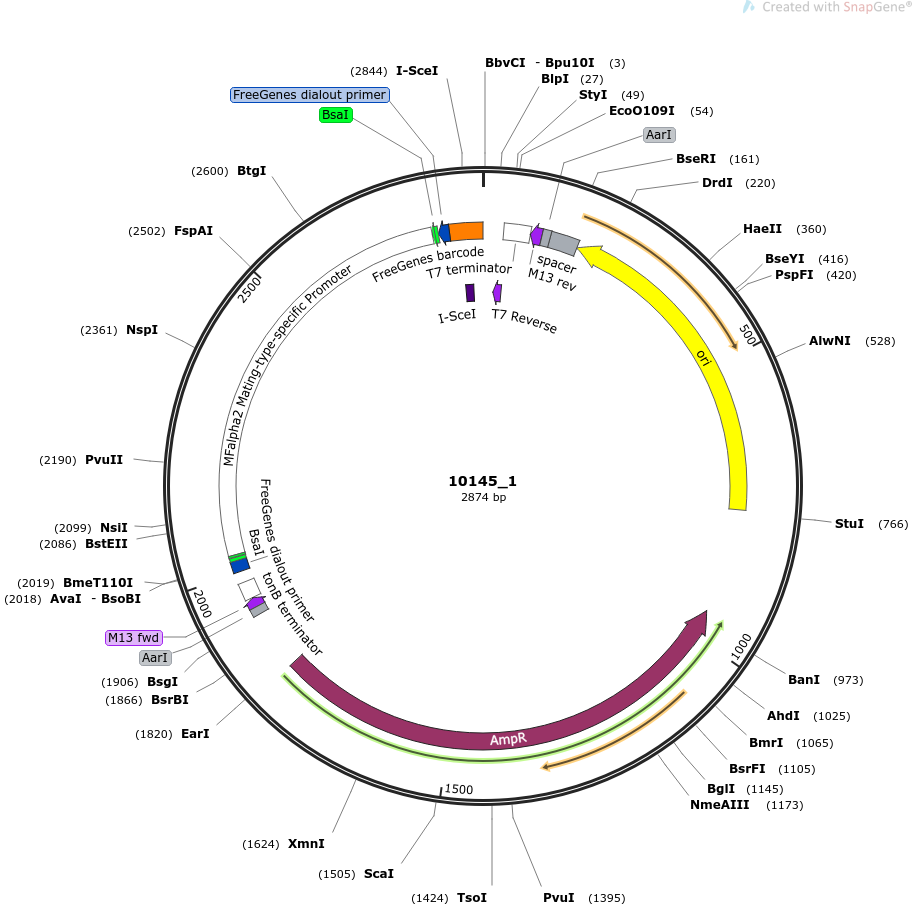 Created with SnapGene®
(2844) I-SceI
BbvCI - Bpu10I (3)
BlpI (27)
FreeGenes dialout primer
StyI (49)
BsaI
EcoO109I (54)
AarI
BseRI (161)
(2600) BtgI
DrdI (220)
(2502) FspAI
HaeII (360)
FreeGenes barcode
T7 terminator
spacer
M13 rev
BseYI (416)
PspFI (420)
2500
I-SceI
T7 Reverse
(2361) NspI
500
AlwNI (528)
ori
MFalpha2 Mating-type-specific Promoter
(2190) PvuII
10145_1
2874 bp
(2099) NsiI
StuI (766)
(2086) BstEII
FreeGenes dialout primer
BsaI
(2019) BmeT110I
(2018) AvaI - BsoBI
2000
tonB terminator
M13 fwd
AarI
1000
(1906) BsgI
BanI (973)
(1866) BsrBI
AhdI (1025)
(1820) EarI
AmpR
BmrI (1065)
BsrFI (1105)
1500
BglI (1145)
NmeAIII (1173)
(1624) XmnI
(1505) ScaI
(1424) TsoI
PvuI (1395)